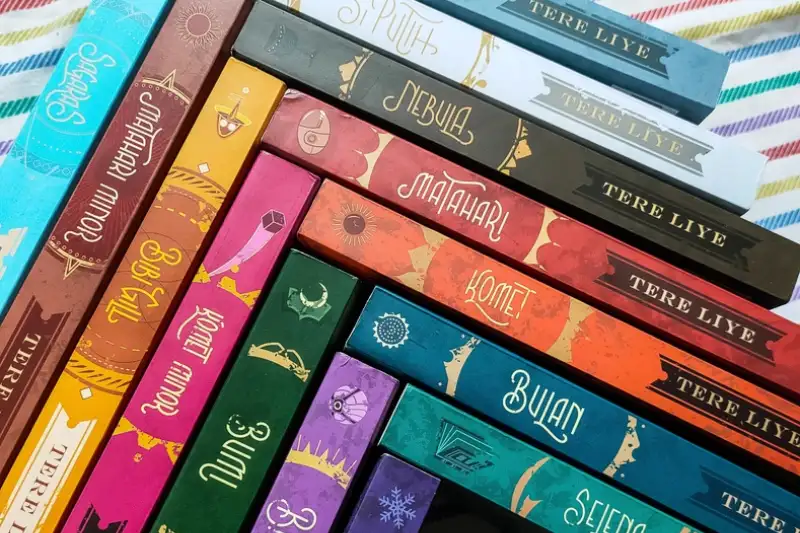 SAGARAS
MATAHARI MINOR
TERE
BIBI GILL
TERE LI
KOMET MINOR
BUMI
TERE LIYE
SI PUTIH
TERE LIYE
NEBULA
TERE LIYE
MATAHARI
TERE LIYE
KOMET
TERE LIYE
BULAN
TERE LIYE
SELENA